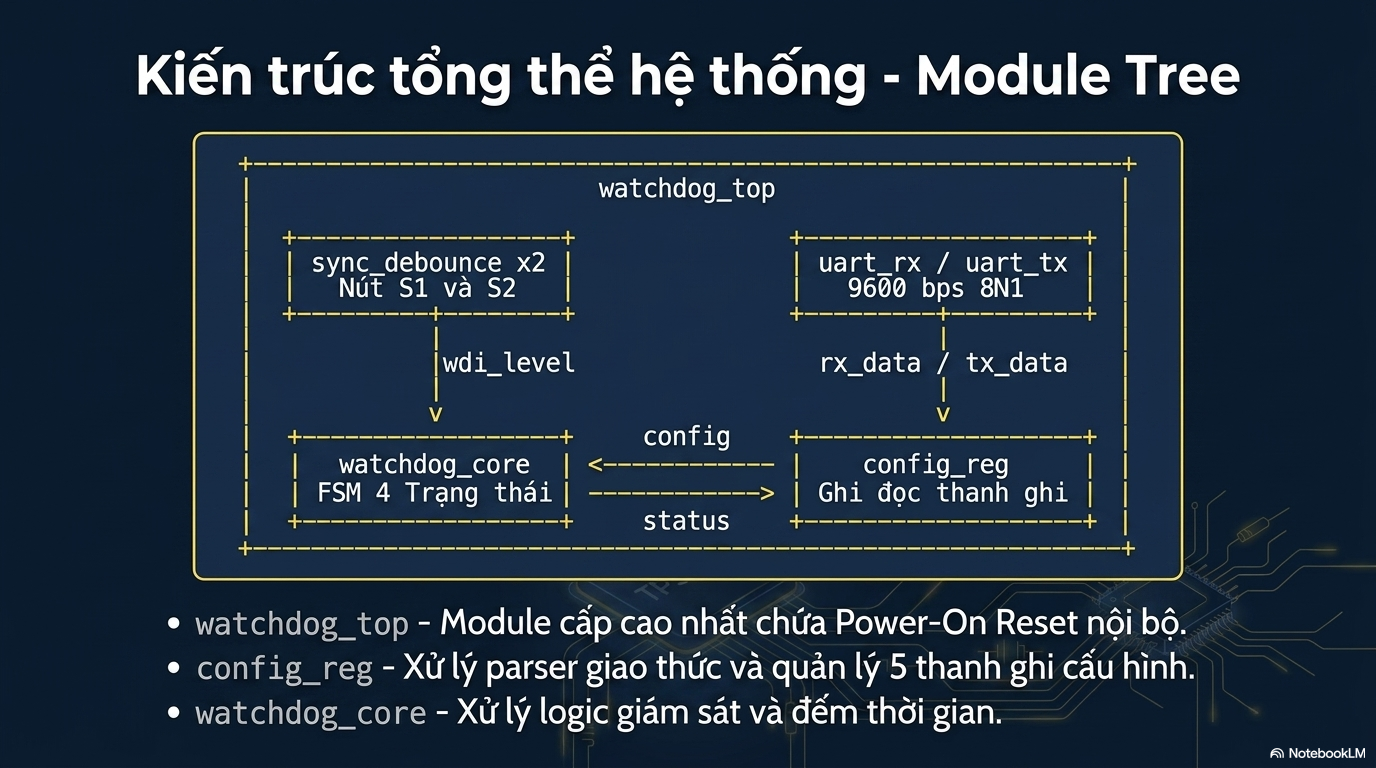 Kiến trúc tổng thể hệ thống - Module Tree
watchdog_top
sync_debounce x2
Nút S1 và S2
uart_rx / uart_tx
9600 bps 8N1
wdi_level
rx_data / tx_data
config
watchdog_core
FSM 4 Trạng thái
config_reg
Ghi đọc thanh ghi
status
• watchdog_top - Module cấp cao nhất chứa Power-On Reset nội bộ.
• config_reg - Xử lý parser giao thức và quản lý 5 thanh ghi cấu hình.
• watchdog_core - Xử lý logic giám sát và đếm thời gian.
NotebookLM